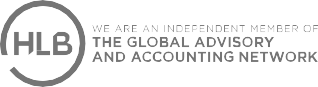 HLB
WE ARE AN INDEPENDENT MEMBER OF
THE GLOBAL ADVISORY
AND ACCOUNTING NETWORK